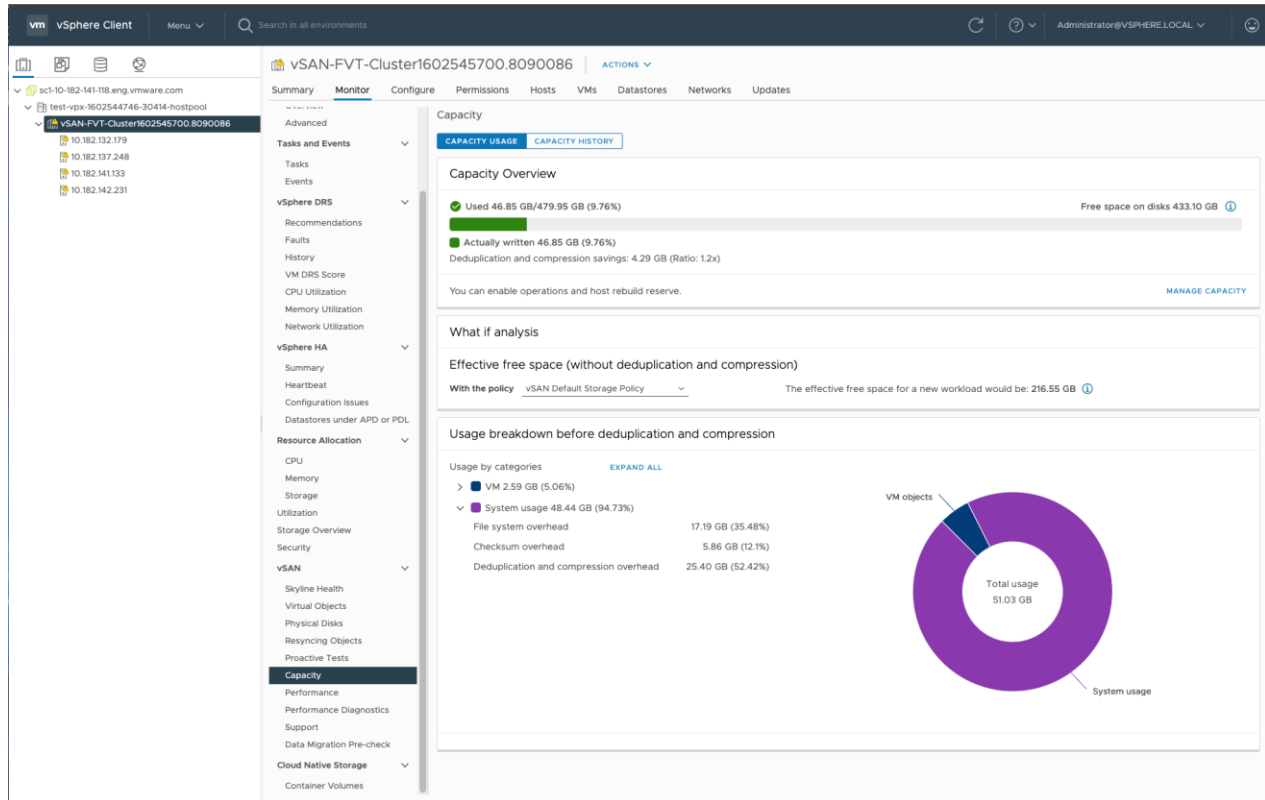 vm vSphere Client Menu Search in all environments Administrator@VSPHERE.LOCAL
sc1-10-182-141-118.eng.vmware.com
test-vpx-1602544746-30414-hostpool
vSAN-FVT-Cluster1602545700.8090086
10.182.132.179
10.182.137.248
10.182.141.133
10.182.142.231
vSAN-FVT-Cluster1602545700.8090086 ACTIONS
Summary Monitor Configure Permissions Hosts VMs Datastores Networks Updates
Advanced
Tasks and Events
Tasks
Events
vSphere DRS
Recommendations
Faults
History
VM DRS Score
CPU Utilization
Memory Utilization
Network Utilization
vSphere HA
Summary
Heartbeat
Configuration Issues
Datastores under APD or PDL
Resource Allocation
CPU
Memory
Storage
Utilization
Storage Overview
Security
vSAN
Skyline Health
Virtual Objects
Physical Disks
Resyncing Objects
Proactive Tests
Capacity
Performance
Performance Diagnostics
Support
Data Migration Pre-check
Cloud Native Storage
Container Volumes
Capacity
CAPACITY USAGE CAPACITY HISTORY
Capacity Overview
Used 46.85 GB/479.95 GB (9.76%) Free space on disks 433.10 GB
Actually written 46.85 GB (9.76%)
Deduplication and compression savings: 4.29 GB (Ratio: 1.2x)
You can enable operations and host rebuild reserve. MANAGE CAPACITY
What if analysis
Effective free space (without deduplication and compression)
With the policy vSAN Default Storage Policy The effective free space for a new workload would be: 216.55 GB
Usage breakdown before deduplication and compression
Usage by categories EXPAND ALL
VM 2.59 GB (5.06%)
System usage 48.44 GB (94.73%)
File system overhead 17.19 GB (35.48%)
Checksum overhead 5.86 GB (12.1%)
Deduplication and compression overhead 25.40 GB (52.42%)
VM objects
Total usage
51.03 GB
System usage